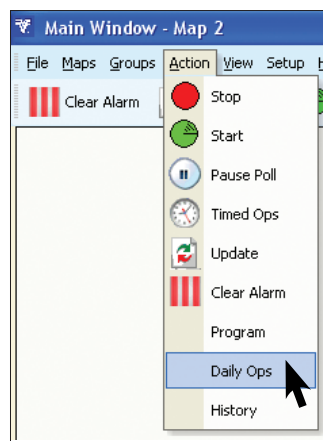 Main Window - Map 2
File Maps Groups Action View Setup
Clear Alarm
Stop
Start
Pause Poll
Timed Ops
Update
Clear Alarm
Program
Daily Ops
History